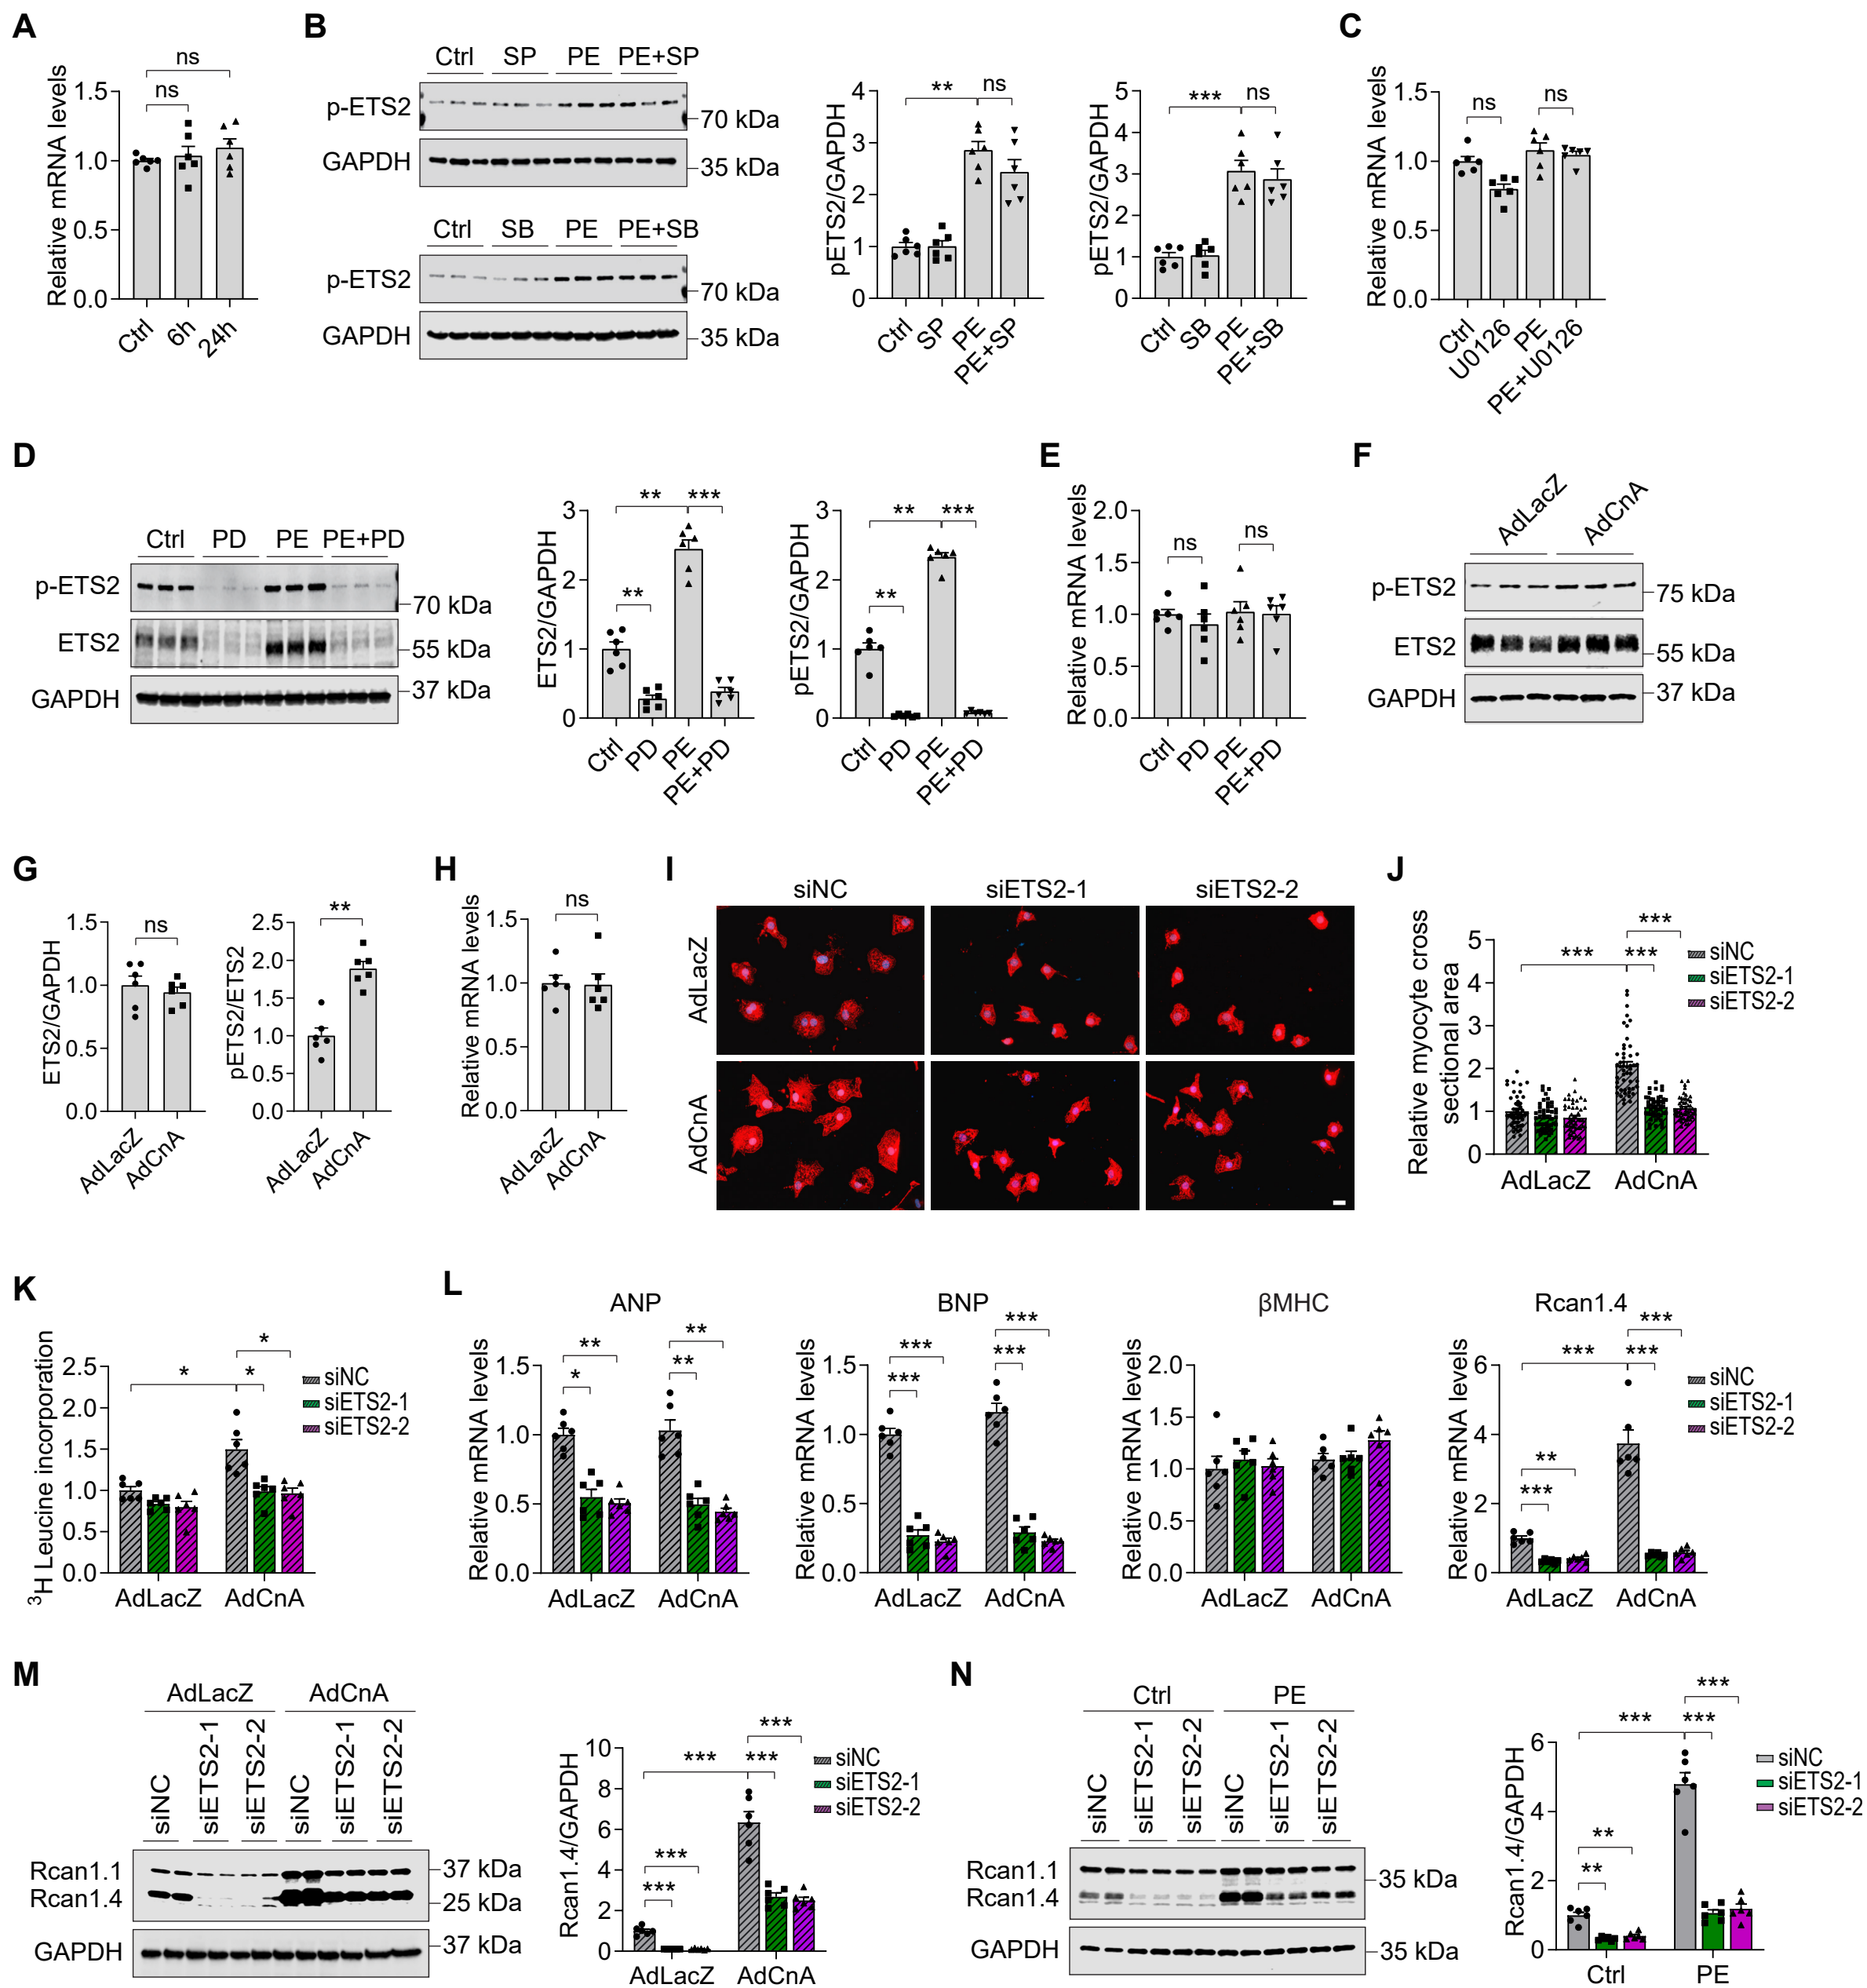 A
ns
ns
Relative mRNA levels
1.5
1.0
0.5
0.0
Ctrl
6h
24h
B
Ctrl SP PE PE+SP
p-ETS2
70 kDa
GAPDH
35 kDa
Ctrl SB PE PE+SB
p-ETS2
70 kDa
GAPDH
35 kDa
pETS2/GAPDH
** ns
4
3
2
1
0
Ctrl
SP
PE
PE+SP
pETS2/GAPDH
*** ns
5
4
3
2
1
0
Ctrl
SB
PE
PE+SB
C
Relative mRNA levels
ns ns
1.5
1.0
0.5
0.0
Ctrl
U0126
PE
PE+U0126
D
Ctrl PD PE PE+PD
p-ETS2
70 kDa
ETS2
55 kDa
GAPDH
37 kDa
ETS2/GAPDH
** ***
**
3
2
1
0
Ctrl
PD
PE
PE+PD
pETS2/GAPDH
** ***
**
3
2
1
0
Ctrl
PD
PE
PE+PD
E
Relative mRNA levels
ns ns
2.0
1.5
1.0
0.5
0.0
Ctrl
PD
PE
PE+PD
F
AdLacZ AdCnA
p-ETS2
75 kDa
ETS2
55 kDa
GAPDH
37 kDa
G
ETS2/GAPDH
ns
1.5
1.0
0.5
0.0
AdLacZ
AdCnA
pETS2/ETS2
**
2.5
2.0
1.5
1.0
0.5
0.0
AdLacZ
AdCnA
H
Relative mRNA levels
ns
1.5
1.0
0.5
0.0
AdLacZ
AdCnA
I
siNC siETS2-1 siETS2-2
AdLacZ
AdCnA
J
Relative myocyte cross
sectional area
***
*** ***
5
4
3
2
1
0
AdLacZ AdCnA
siNC
siETS2-1
siETS2-2
K
3H Leucine incorporation
*
* *
2.5
2.0
1.5
1.0
0.5
0.0
AdLacZ AdCnA
siNC
siETS2-1
siETS2-2
L
ANP
Relative mRNA levels
** **
* **
1.5
1.0
0.5
0.0
AdLacZ AdCnA
BNP
Relative mRNA levels
*** ***
*** ***
1.5
1.0
0.5
0.0
AdLacZ AdCnA
βMHC
Relative mRNA levels
2.0
1.5
1.0
0.5
0.0
AdLacZ AdCnA
Rcan1.4
Relative mRNA levels
***
*** ***
**
***
6
4
2
0
AdLacZ AdCnA
siNC
siETS2-1
siETS2-2
M
AdLacZ AdCnA
siNC siETS2-1 siETS2-2 siNC siETS2-1 siETS2-2
Rcan1.1
37 kDa
Rcan1.4
25 kDa
GAPDH
37 kDa
Rcan1.4/GAPDH
***
*** ***
***
***
10
8
6
4
2
0
AdLacZ AdCnA
siNC
siETS2-1
siETS2-2
N
Ctrl PE
siNC siETS2-1 siETS2-2 siNC siETS2-1 siETS2-2
Rcan1.1
35 kDa
Rcan1.4
GAPDH
35 kDa
Rcan1.4/GAPDH
***
*** ***
**
**
6
4
2
0
Ctrl PE
siNC
siETS2-1
siETS2-2